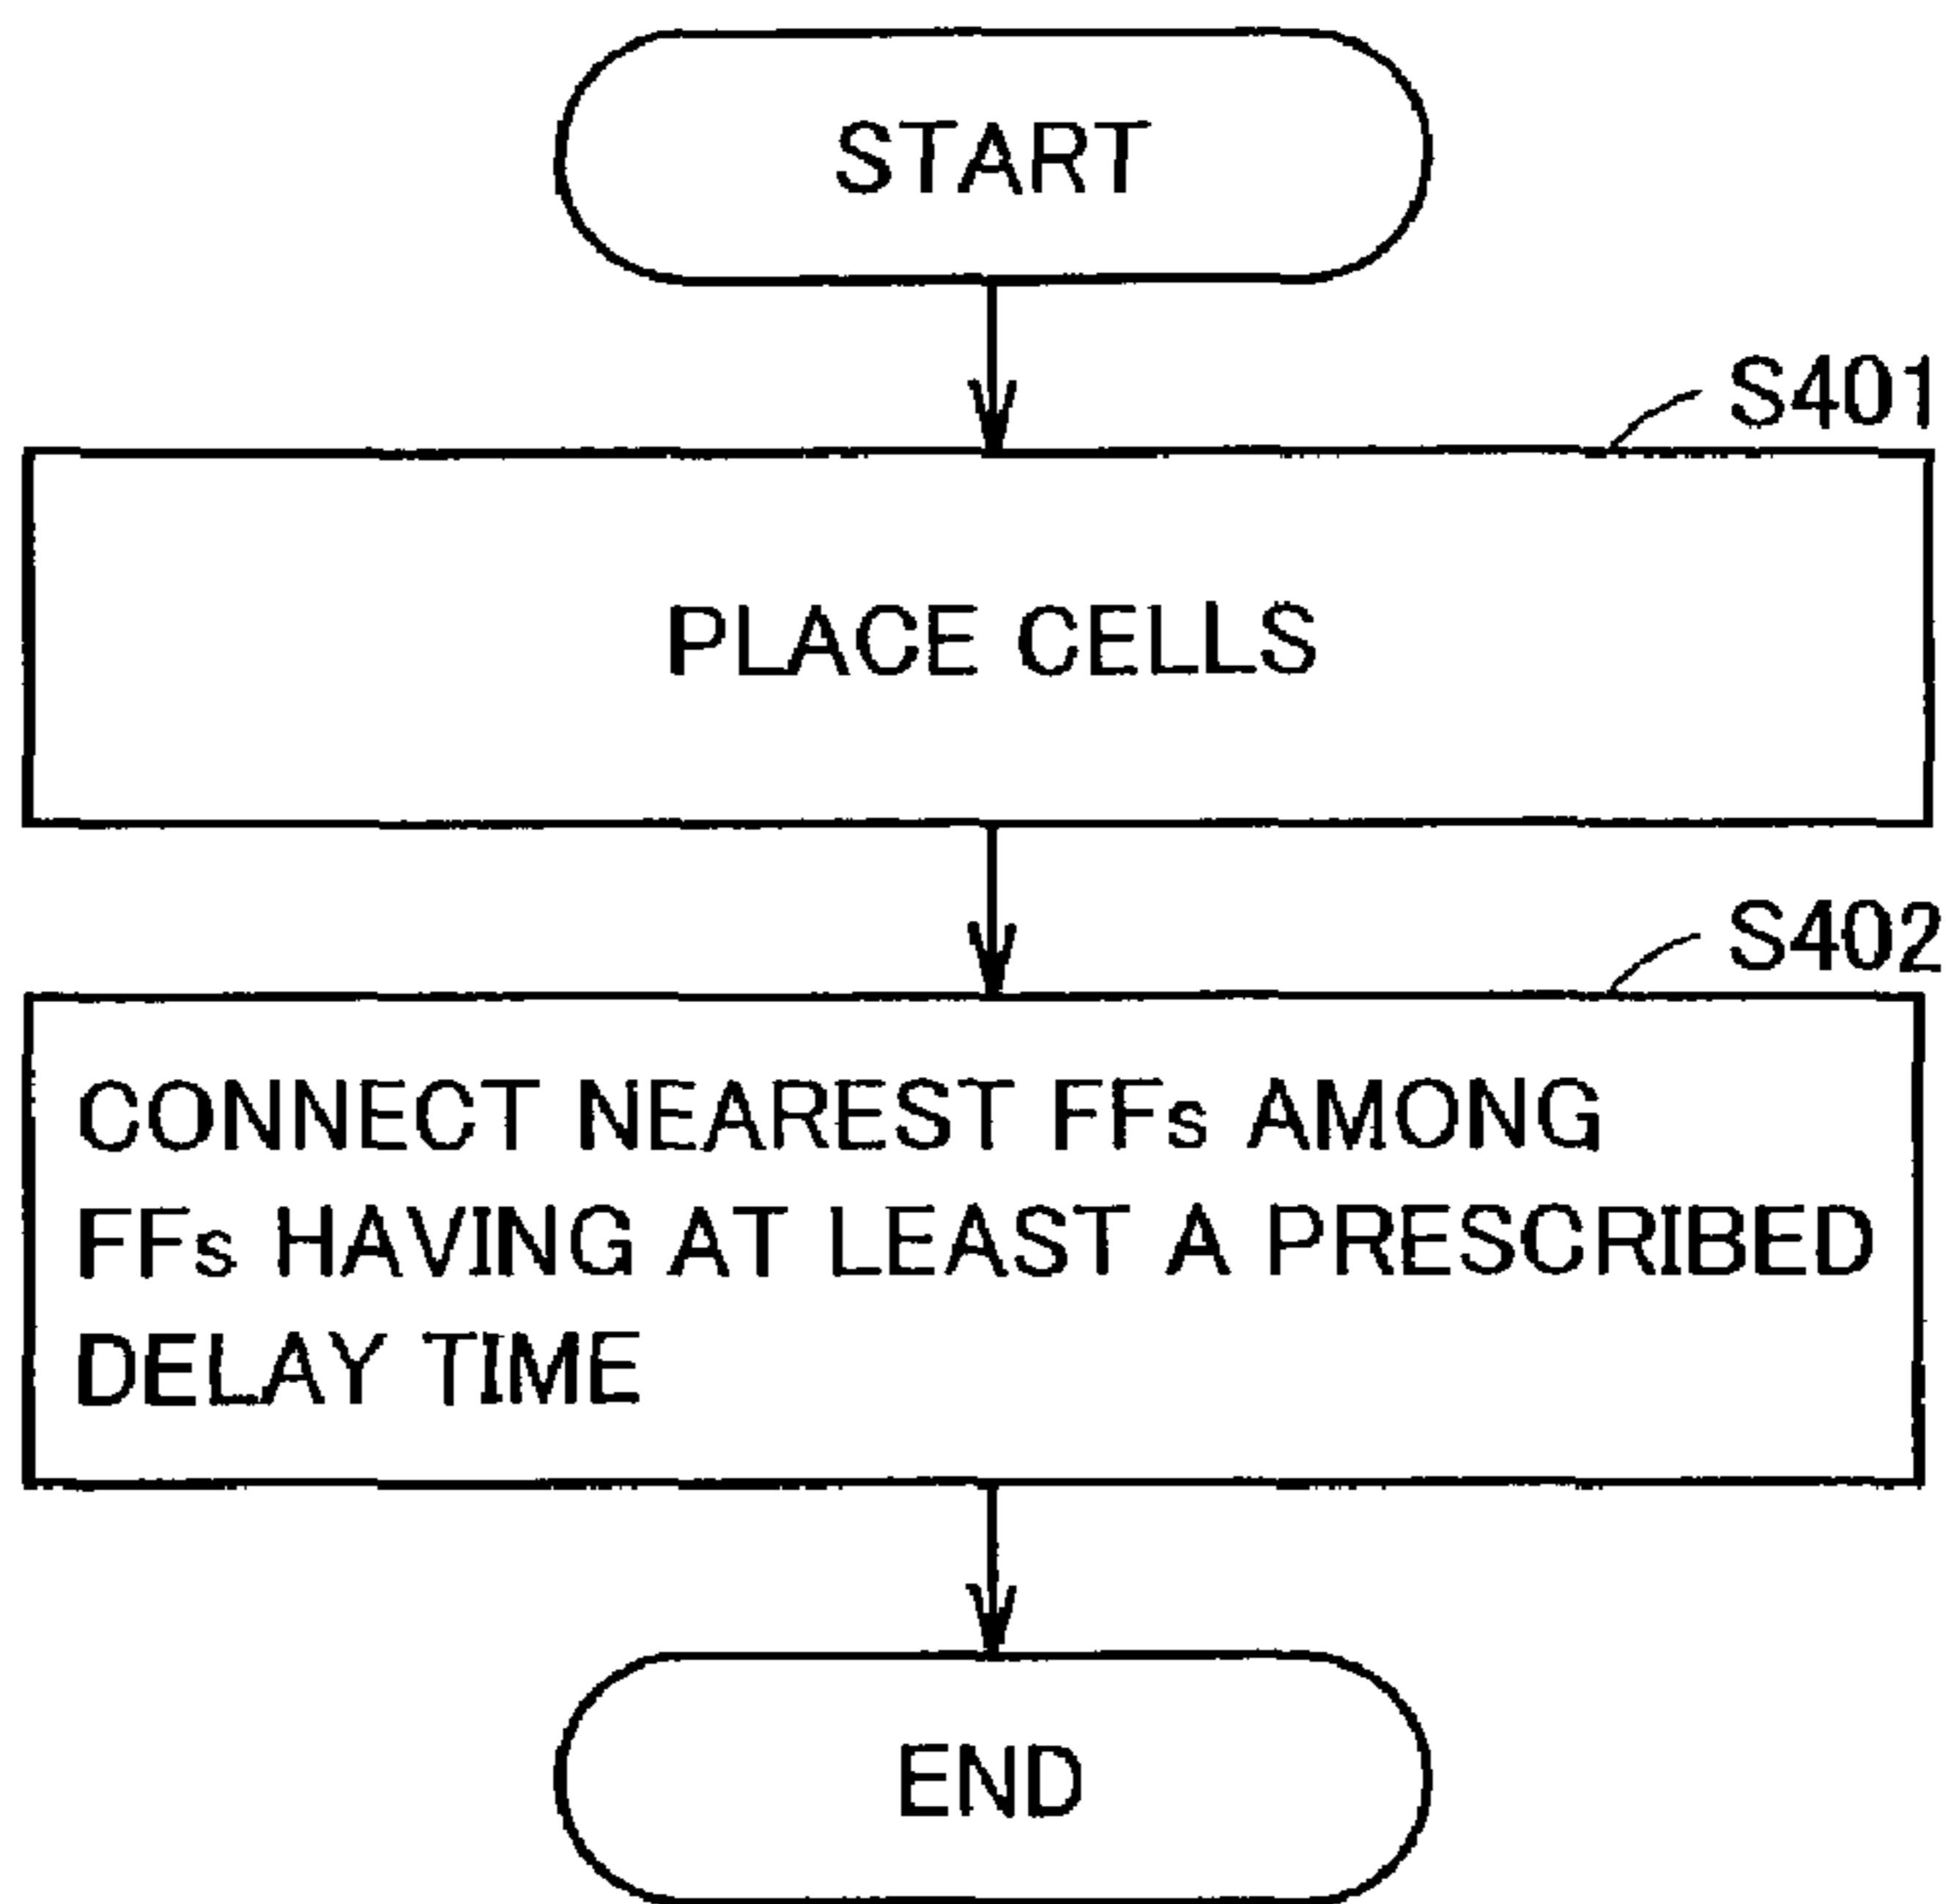 START
S401
PLACE CELLS
S402
CONNECT NEAREST FFs AMONG
FFs HAVING AT LEAST A PRESCRIBED
DELAY TIME
END